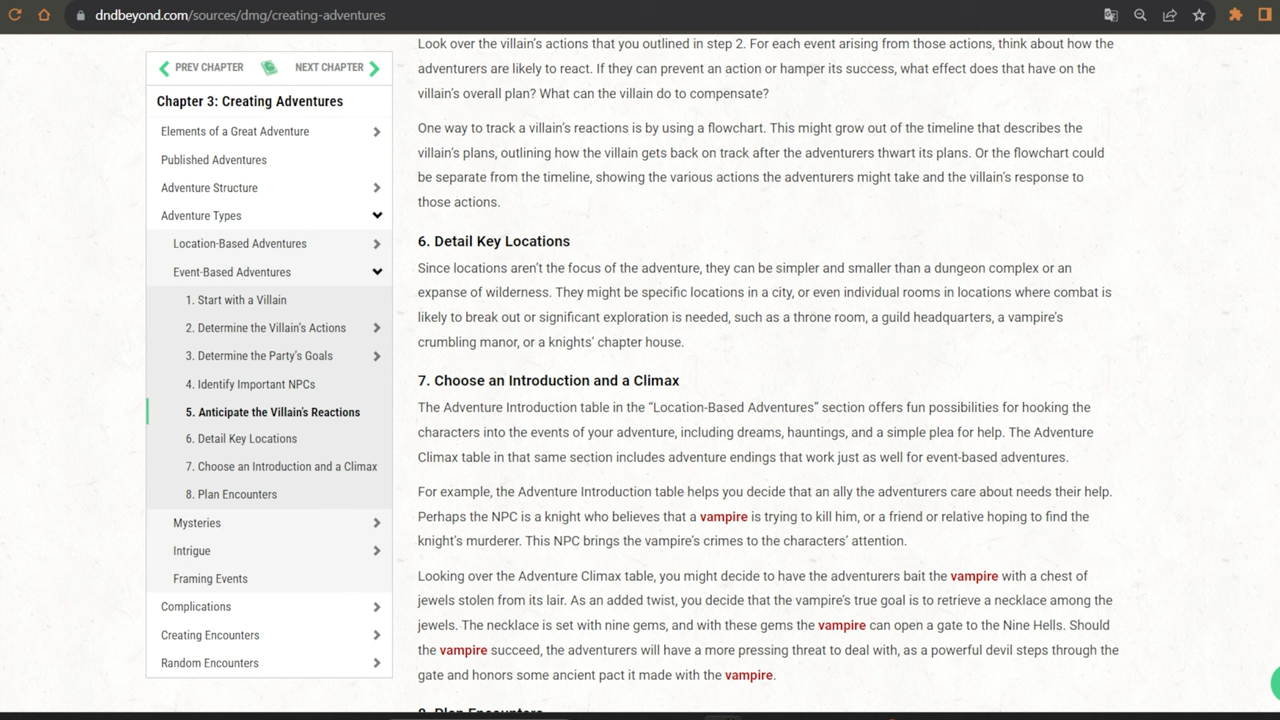 dndbeyond.com/sources/dmg/creating-adventures
PREV CHAPTER
NEXT CHAPTER
Chapter 3: Creating Adventures
Elements of a Great Adventure
Published Adventures
Adventure Structure
Adventure Types
Location-Based Adventures
Event-Based Adventures
1. Start with a Villain
2. Determine the Villain's Actions
3. Determine the Party's Goals
4. Identify Important NPCs
5. Anticipate the Villain's Reactions
6. Detail Key Locations
7. Choose an Introduction and a Climax
8. Plan Encounters
Mysteries
Intrigue
Framing Events
Complications
Creating Encounters
Random Encounters
Look over the villain's actions that you outlined in step 2. For each event arising from those actions, think about how the
adventurers are likely to react. If they can prevent an action or hamper its success, what effect does that have on the
villain's overall plan? What can the villain do to compensate?
One way to track a villain's reactions is by using a flowchart. This might grow out of the timeline that describes the
villain's plans, outlining how the villain gets back on track after the adventurers thwart its plans. Or the flowchart could
be separate from the timeline, showing the various actions the adventurers might take and the villain's response to
those actions.
6. Detail Key Locations
Since locations aren't the focus of the adventure, they can be simpler and smaller than a dungeon complex or an
expanse of wilderness. They might be specific locations in a city, or even individual rooms in locations where combat is
likely to break out or significant exploration is needed, such as a throne room, a guild headquarters, a vampire's
crumbling manor, or a knights' chapter house.
7. Choose an Introduction and a Climax
The Adventure Introduction table in the “Location-Based Adventures” section offers fun possibilities for hooking the
characters into the events of your adventure, including dreams, hauntings, and a simple plea for help. The Adventure
Climax table in that same section includes adventure endings that work just as well for event-based adventures.
For example, the Adventure Introduction table helps you decide that an ally the adventurers care about needs their help.
Perhaps the NPC is a knight who believes that a vampire is trying to kill him, or a friend or relative hoping to find the
knight's murderer. This NPC brings the vampire's crimes to the characters' attention.
Looking over the Adventure Climax table, you might decide to have the adventurers bait the vampire with a chest of
jewels stolen from its lair. As an added twist, you decide that the vampire's true goal is to retrieve a necklace among the
jewels. The necklace is set with nine gems, and with these gems the vampire can open a gate to the Nine Hells. Should
the vampire succeed, the adventurers will have a more pressing threat to deal with, as a powerful devil steps through the
gate and honors some ancient pact it made with the vampire.
8. Plan Encounters